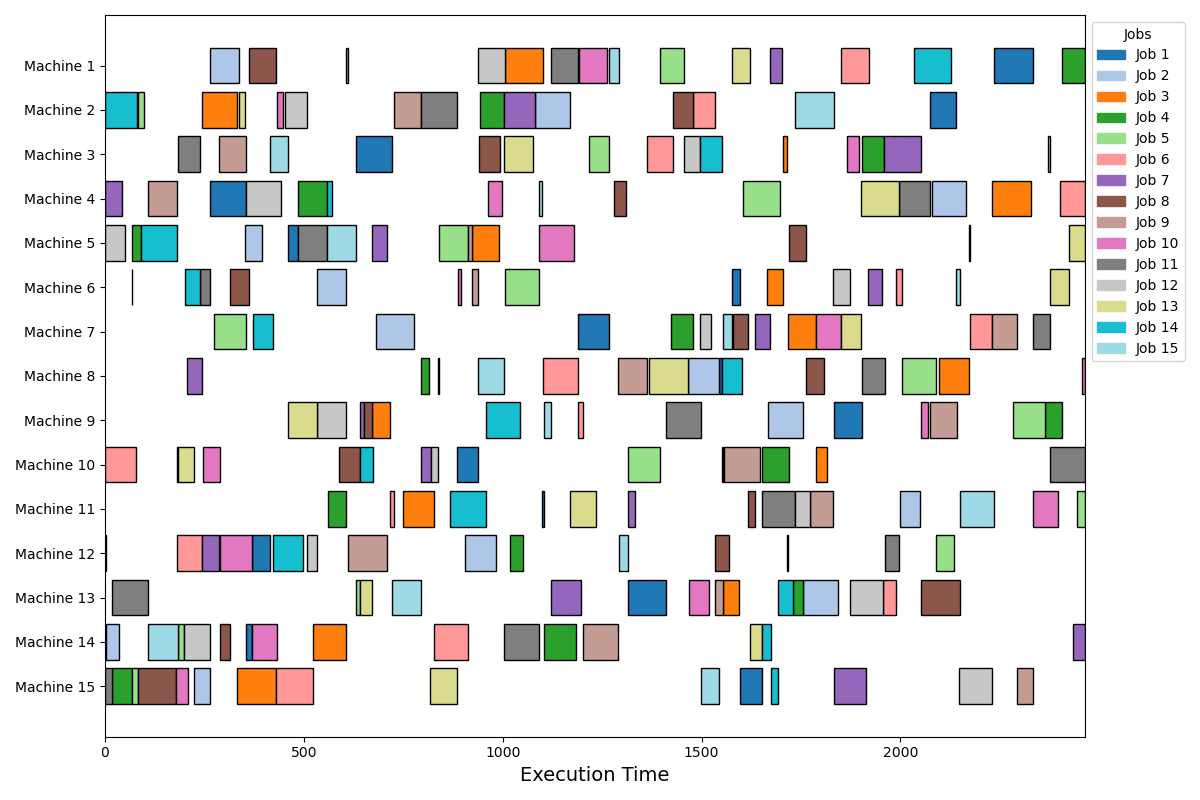 Machine 1
Machine 2
Machine 3
Machine 4
Machine 5
Machine 6
Machine 7
Machine 8
Machine 9
Machine 10
Machine 11
Machine 12
Machine 13
Machine 14
Machine 15
0 500 1000 1500 2000
Execution Time
Jobs
Job 1
Job 2
Job 3
Job 4
Job 5
Job 6
Job 7
Job 8
Job 9
Job 10
Job 11
Job 12
Job 13
Job 14
Job 15